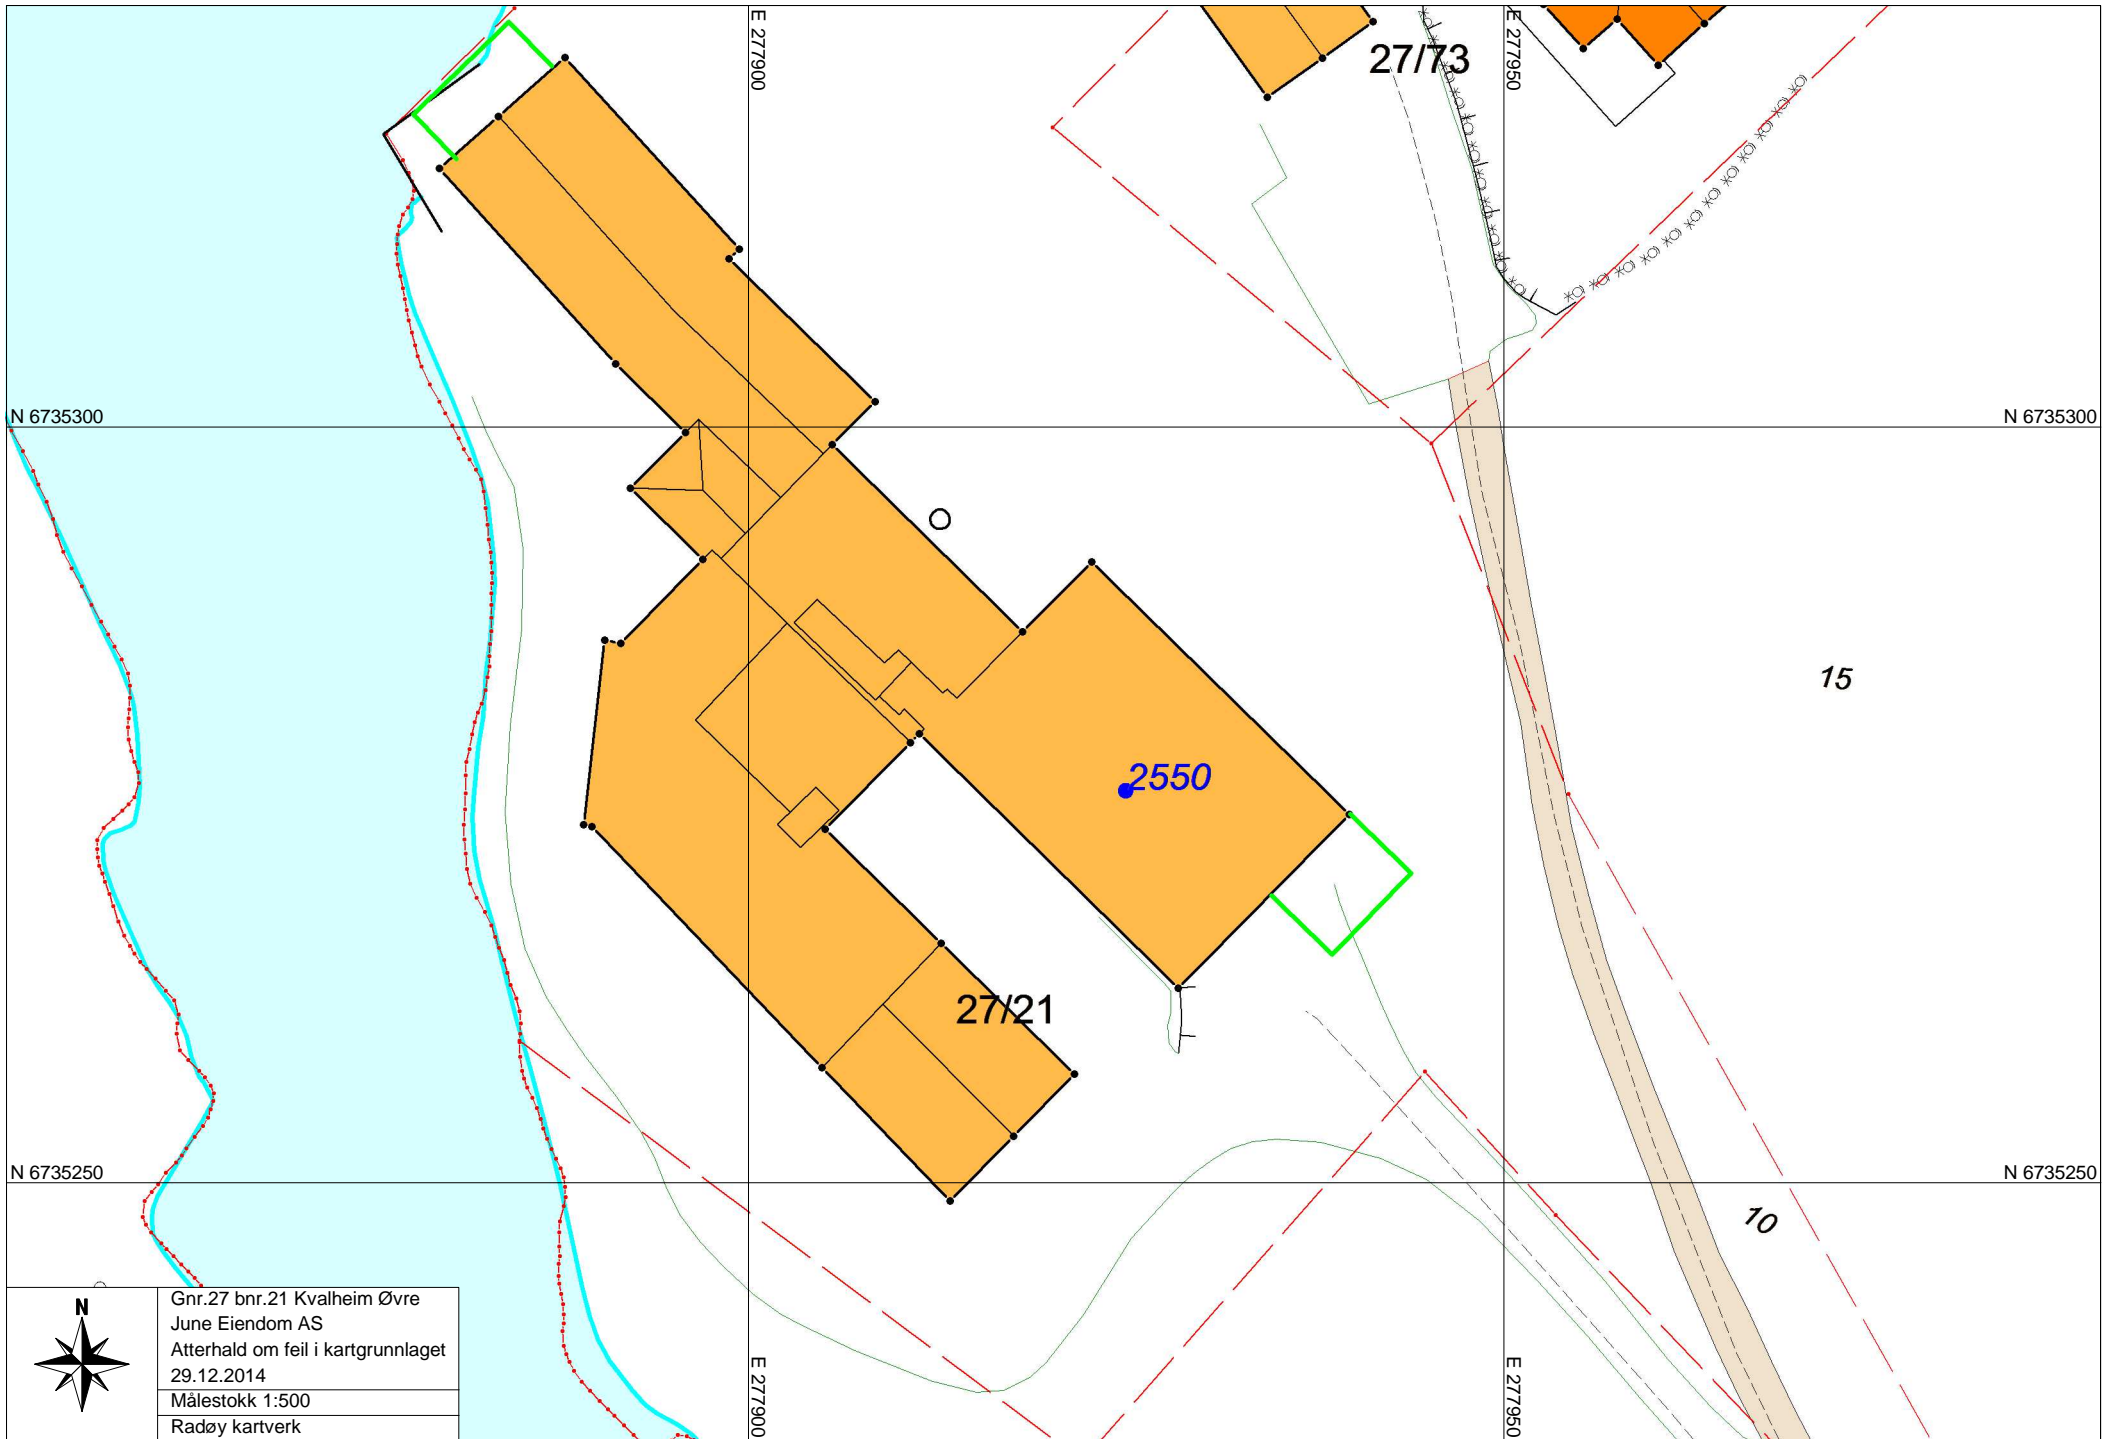 E 277900
E 277950
27/73
N 6735300
N 6735300
15
2550
27/21
N 6735250
N 6735250
10
E 277900
E 277950
N
Gnr.27 bnr.21 Kvalheim Øvre
June Eiendom AS
Atterhald om feil i kartgrunnlaget
29.12.2014
Målestokk 1:500
Radøy kartverk